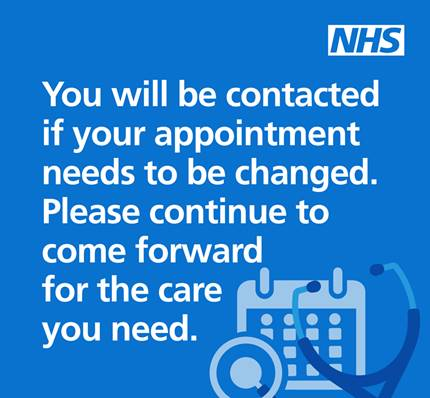 NHS
You will be contacted
if your appointment
needs to be changed.
Please continue to
come forward
for the care
you need.